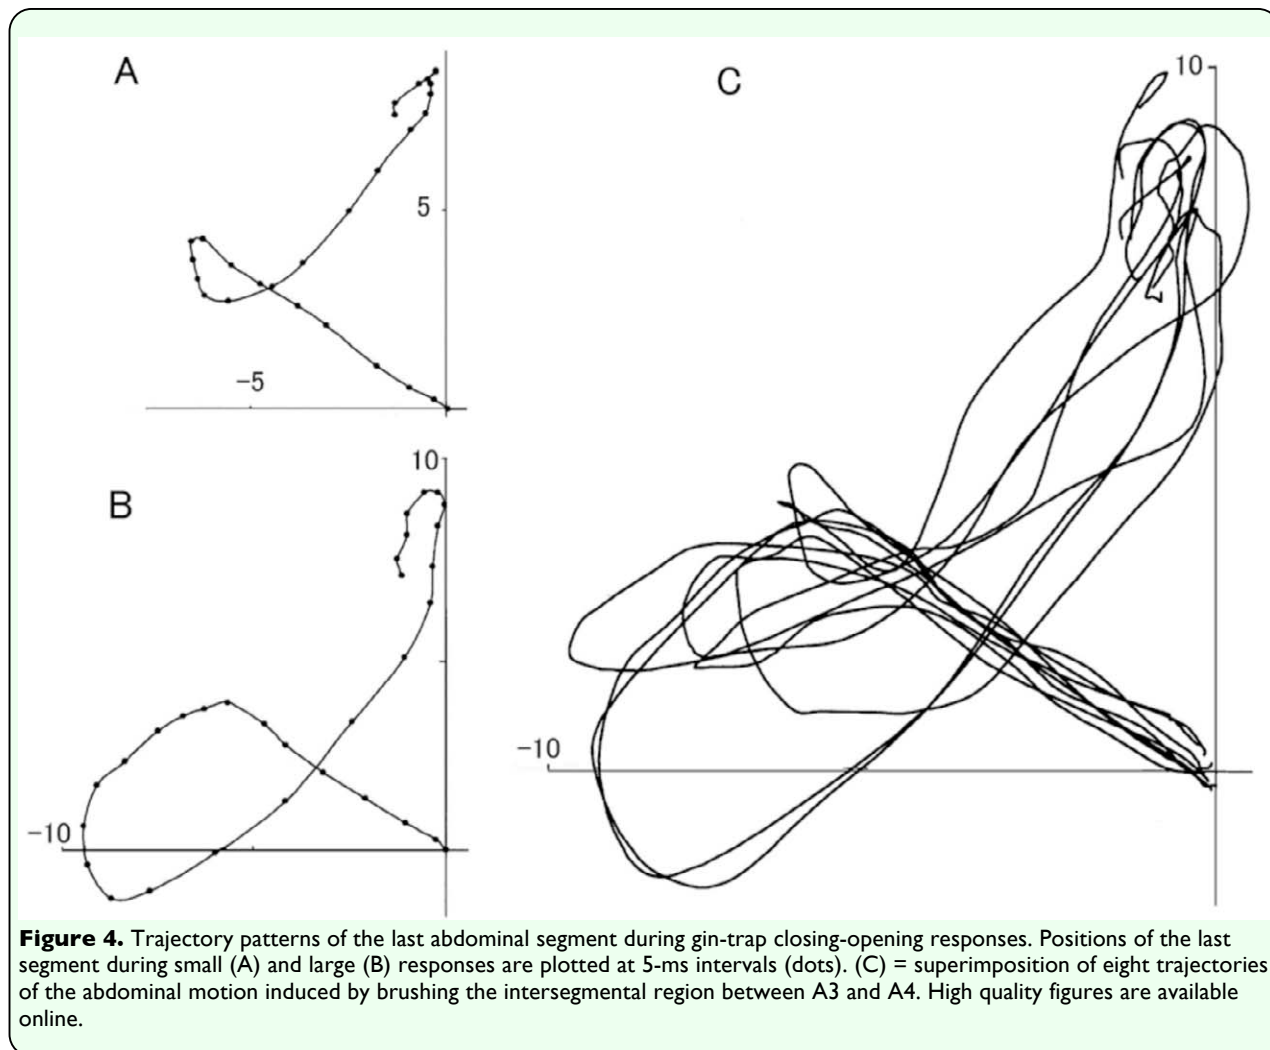 A
5
-5
B
10
-10
C
10
-10
Figure 4. Trajectory patterns of the last abdominal segment during gin-trap closing-opening responses. Positions of the last
segment during small (A) and large (B) responses are plotted at 5-ms intervals (dots). (C) = superimposition of eight trajectories
of the abdominal motion induced by brushing the intersegmental region between A3 and A4. High quality figures are available
online.